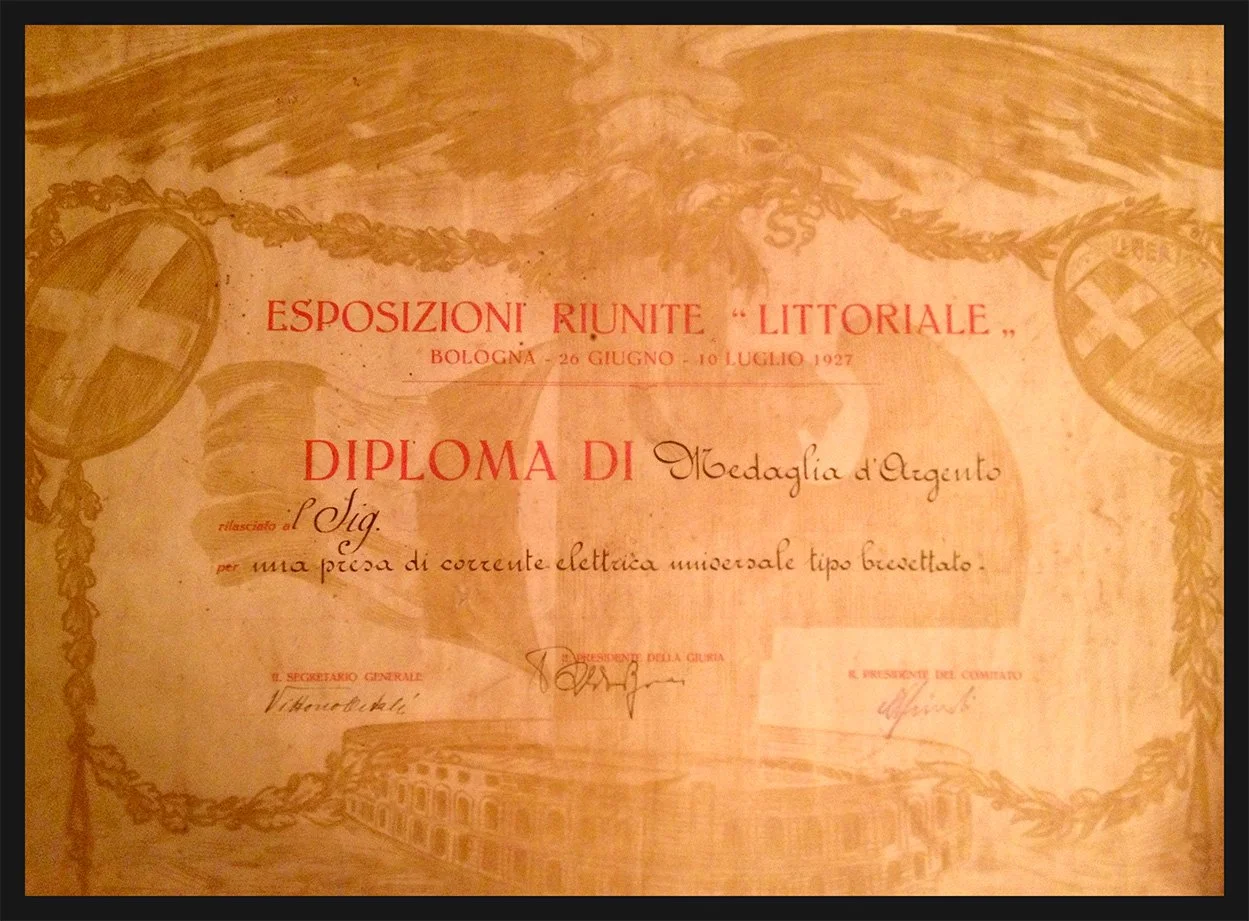 ESPOSIZIONI RIUNITE “ LITTORIALE „
BOLOGNA - 26 GIUGNO - 10 LUGLIO 1927
DIPLOMA DI Medaglia d'Argento
rilasciato al Sig.
per una presa di corrente elettrica universale tipo brevettato.
IL PRESIDENTE DELLA GIURIA
IL SEGRETARIO GENERALE
IL PRESIDENTE DEL COMITATO